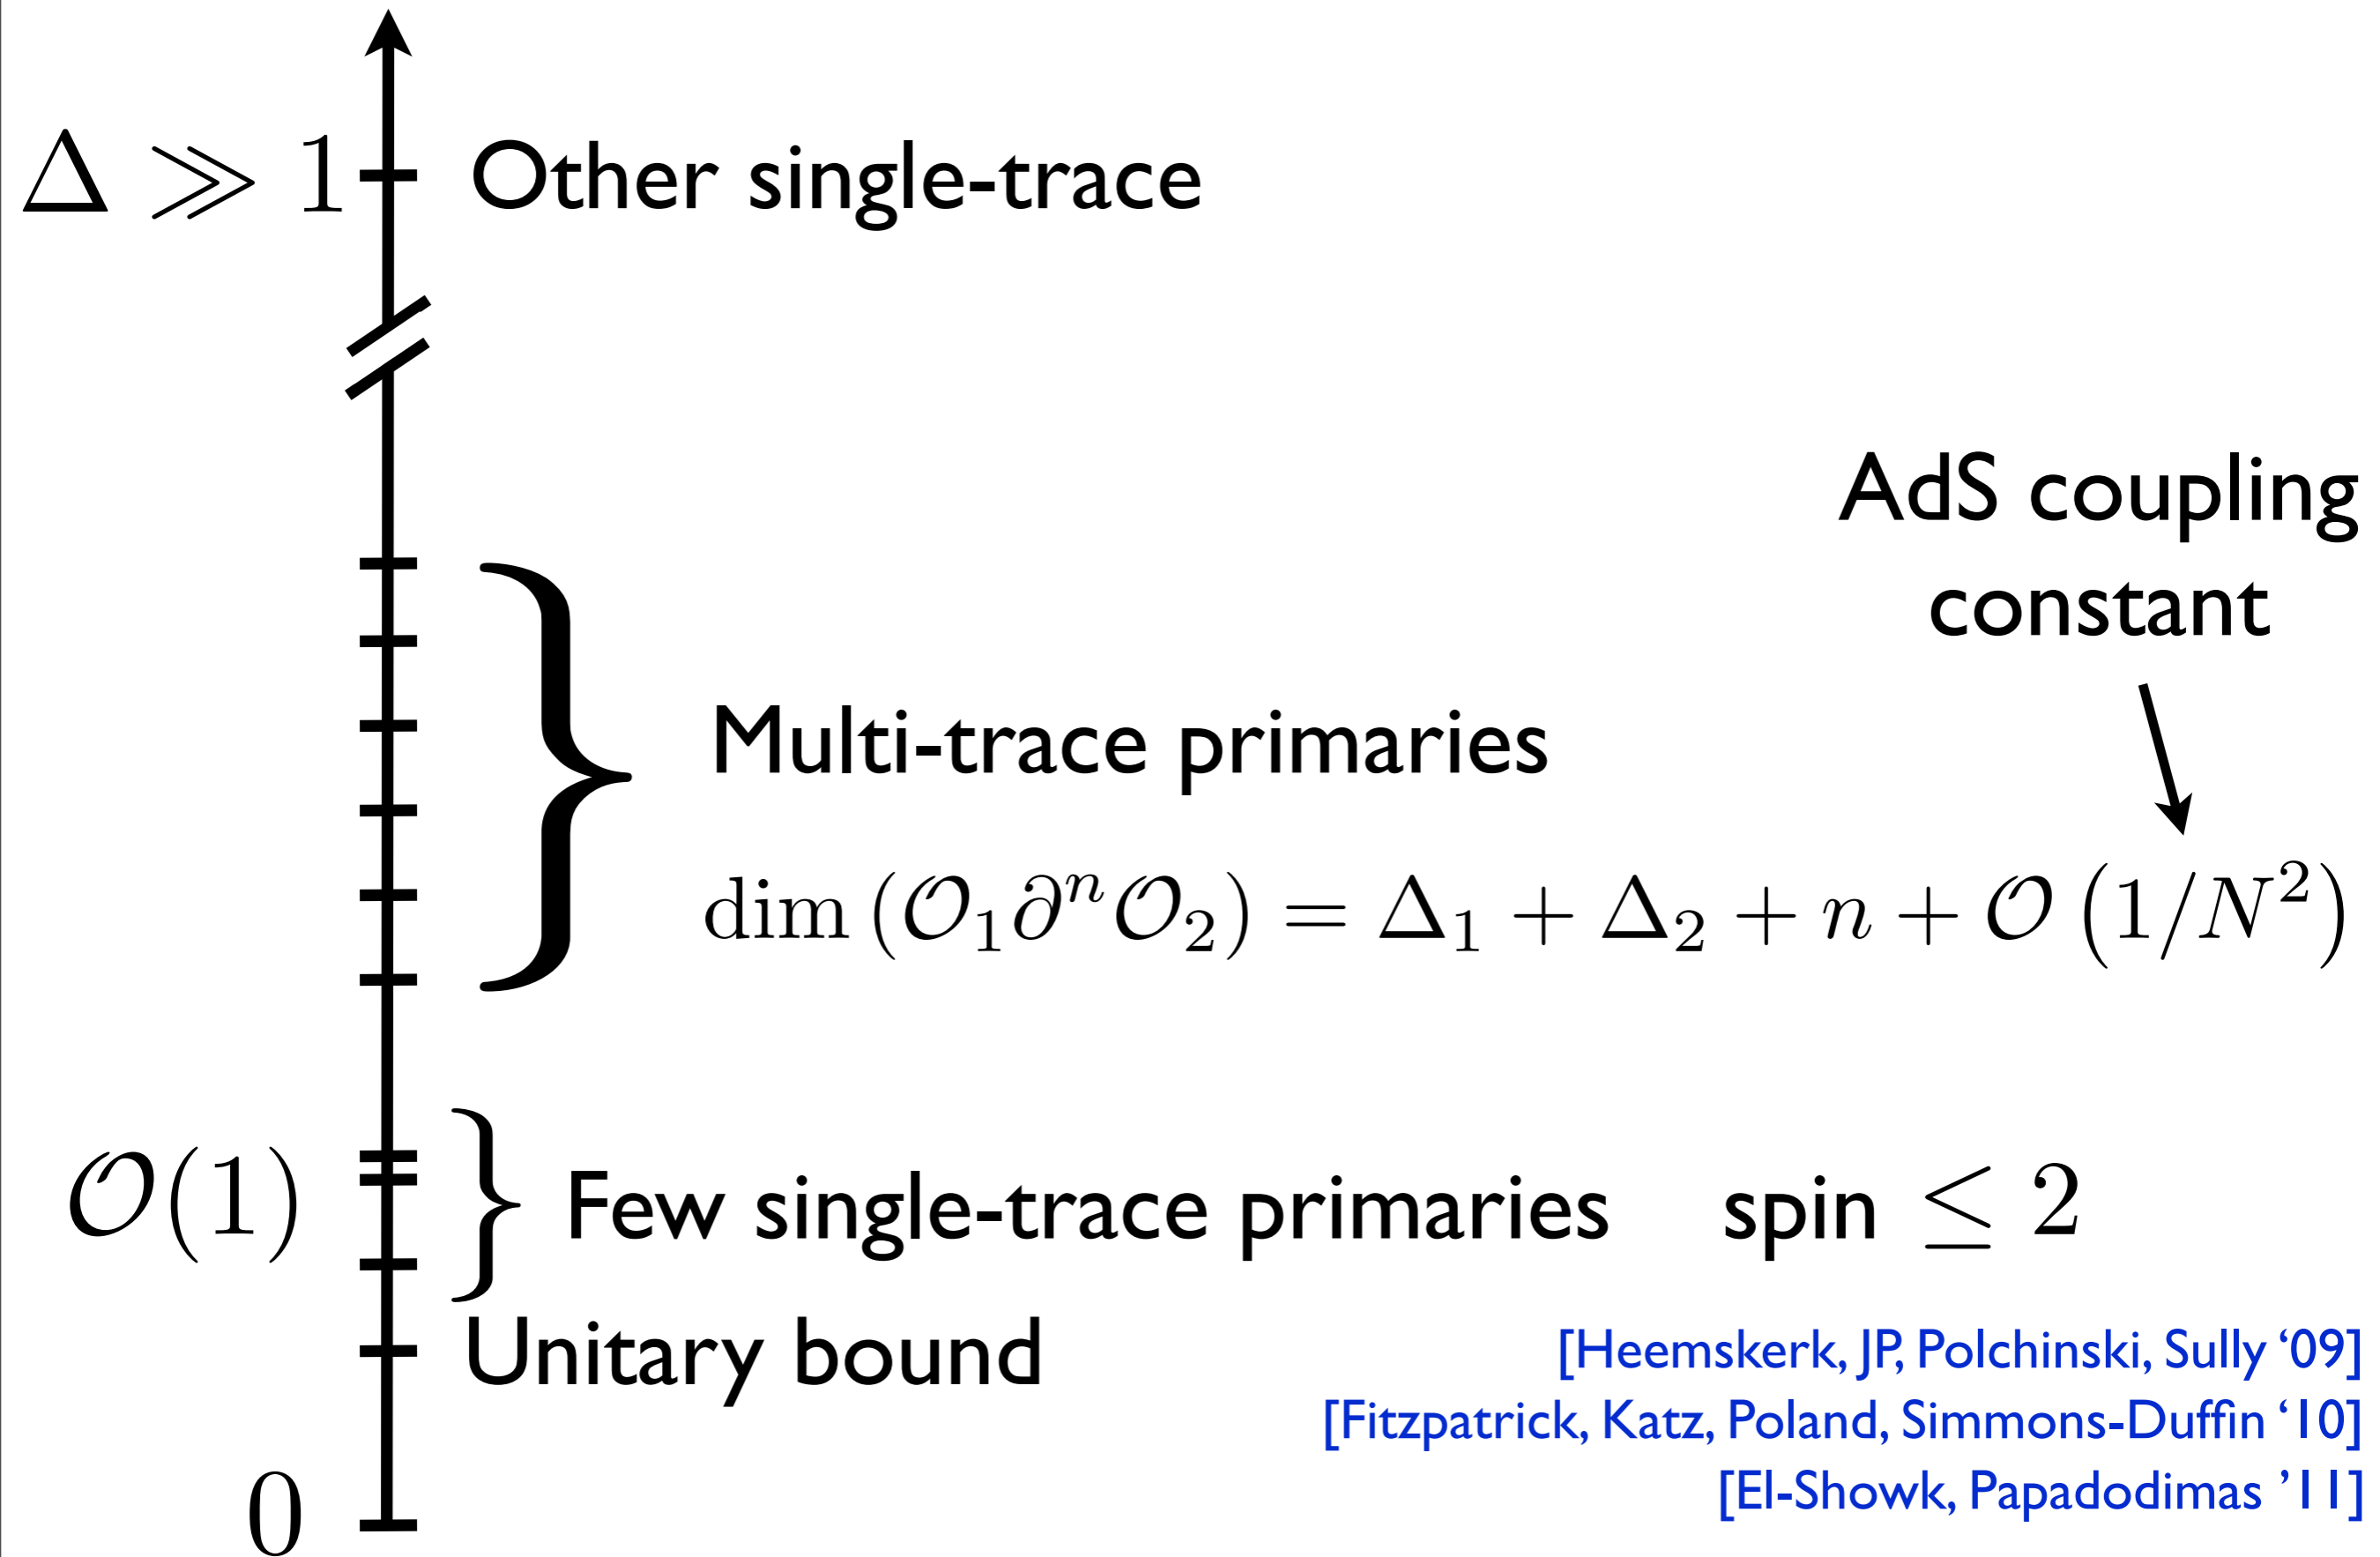 Δ ≫ 1
Other single-trace
AdS coupling
constant
Multi-trace primaries
dim (𝒪₁∂ⁿ𝒪₂) = Δ₁ + Δ₂ + n + 𝒪 (1/N²)
𝒪(1)
Few single-trace primaries spin ≤ 2
Unitary bound
[Heemskerk, JP, Polchinski, Sully ‘09]
[Fitzpatrick, Katz, Poland, Simmons-Duffin ‘10]
[El-Showk, Papadodimas ’11]
0